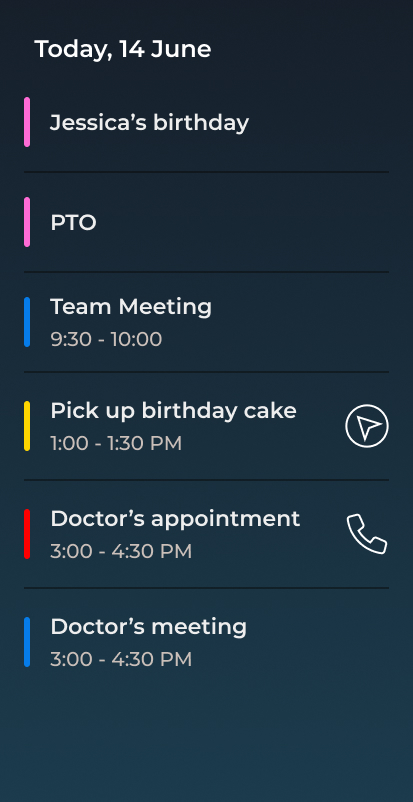 Today, 14 June
Jessica’s birthday
PTO
Team Meeting
9:30 - 10:00
Pick up birthday cake
1:00 - 1:30 PM
Doctor’s appointment
3:00 - 4:30 PM
Doctor’s meeting
3:00 - 4:30 PM